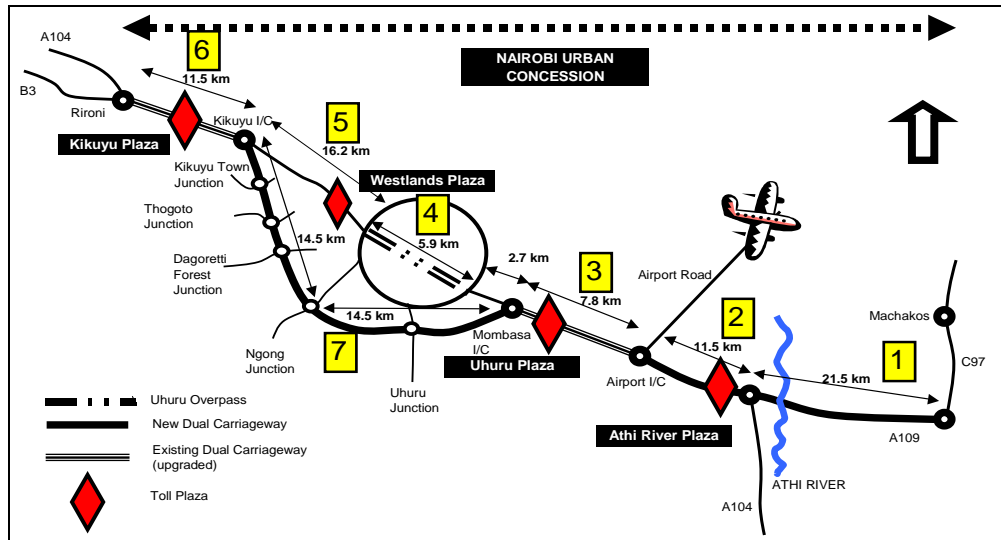 A104
6
NAIROBI URBAN
CONCESSION
11.5 km
B3
Rironi
Kikuyu I/C
5
Kikuyu Plaza
16.2 km
Kikuyu Town
Junction
Westlands Plaza
Thogoto
Junction
4
5.9 km
14.5 km
2.7 km
3
Airport Road
Dagoretti
Forest
Junction
7.8 km
2
Machakos
14.5 km
Mombasa
I/C
11.5 km
1
Ngong
Junction
7
Uhuru Plaza
Airport I/C
21.5 km
C97
Uhuru
Junction
Uhuru Overpass
New Dual Carriageway
Athi River Plaza
A109
Existing Dual Carriageway
(upgraded)
ATHI RIVER
Toll Plaza
A104